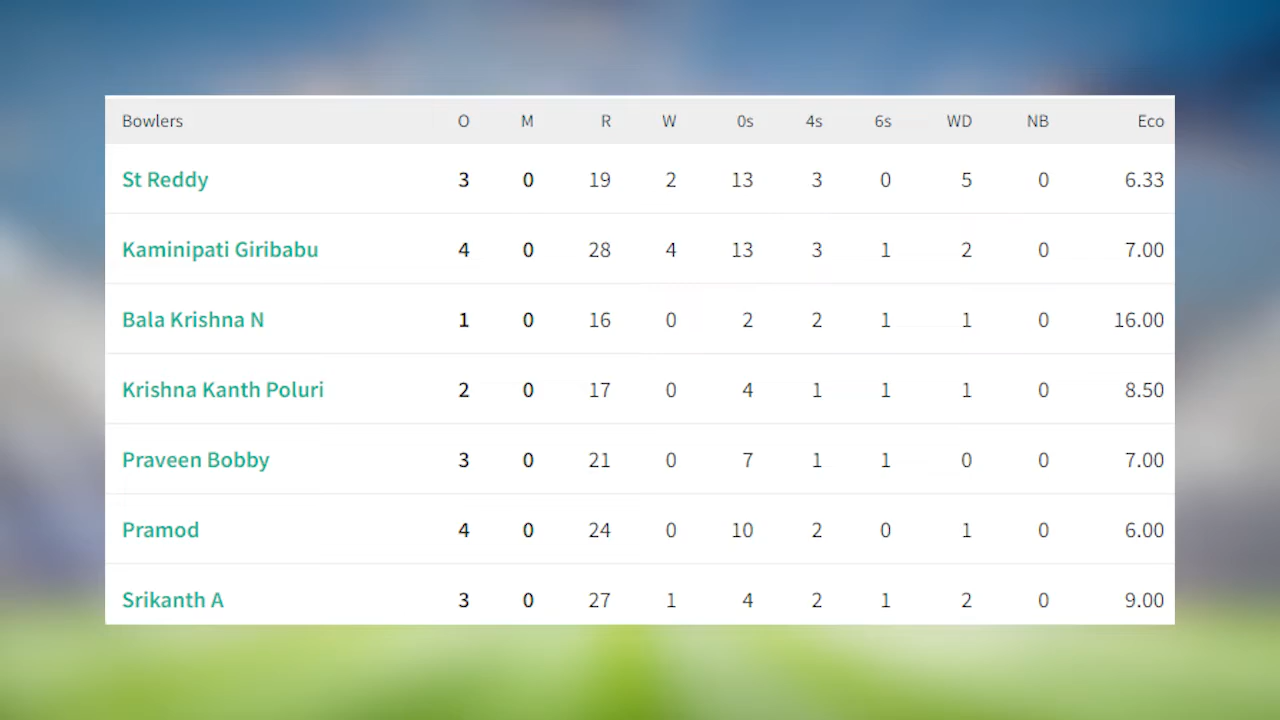 Bowlers O M R W 0s 4s 6s WD NB Eco
St Reddy 3 0 19 2 13 3 0 5 0 6.33
Kaminipati Giribabu 4 0 28 4 13 3 1 2 0 7.00
Bala Krishna N 1 0 16 0 2 2 1 1 0 16.00
Krishna Kanth Poluri 2 0 17 0 4 1 1 1 0 8.50
Praveen Bobby 3 0 21 0 7 1 1 0 0 7.00
Pramod 4 0 24 0 10 2 0 1 0 6.00
Srikanth A 3 0 27 1 4 2 1 2 0 9.00